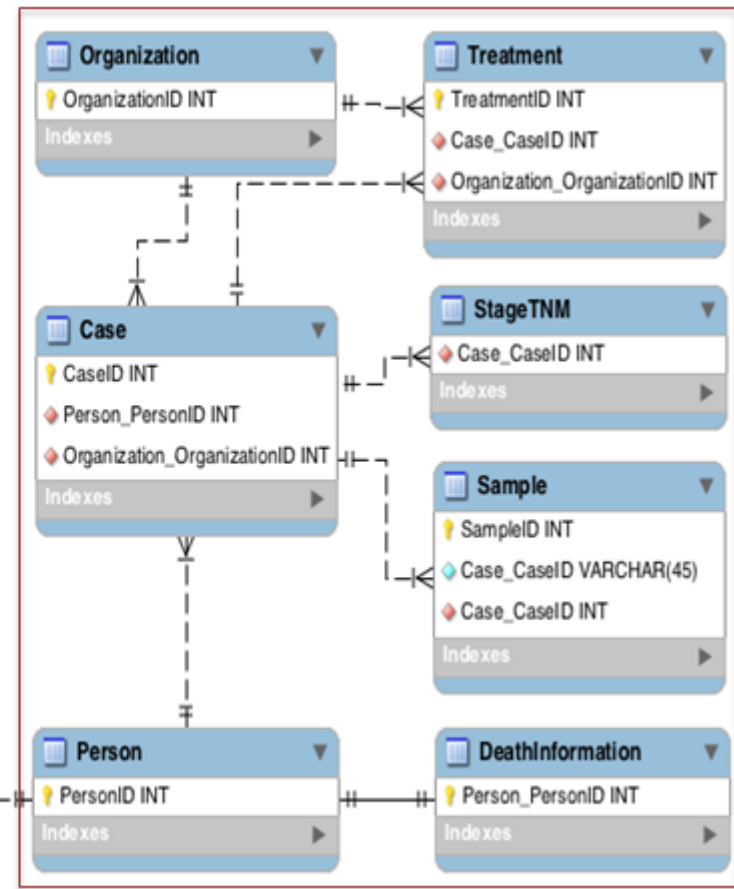 Organization
OrganizationID INT
Indexes
Treatment
TreatmentID INT
Case_CaseID INT
Organization_OrganizationID INT
Indexes
Case
CaseID INT
Person_PersonID INT
Organization_OrganizationID INT
Indexes
StageTNM
Case_CaseID INT
Indexes
Sample
SampleID INT
Case_CaseID VARCHAR(45)
Case_CaseID INT
Indexes
Person
PersonID INT
Indexes
DeathInformation
Person_PersonID INT
Indexes